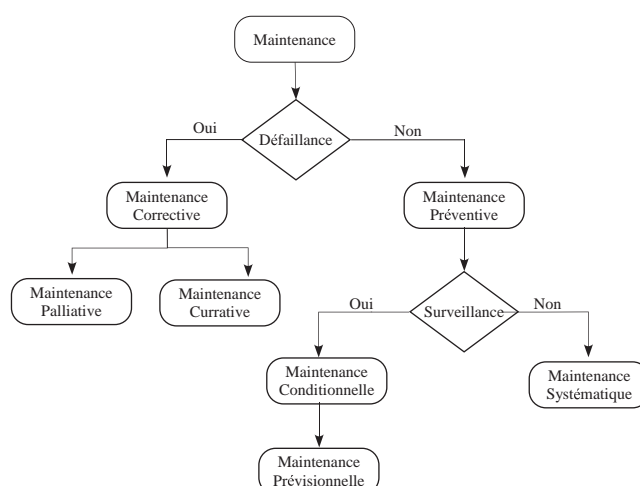 Maintenance
Oui
Défaillance
Non
Maintenance
Corrective
Maintenance
Préventive
Maintenance
Palliative
Maintenance
Currative
Oui
Surveillance
Non
Maintenance
Conditionnelle
Maintenance
Systématique
Maintenance
Prévisionnelle